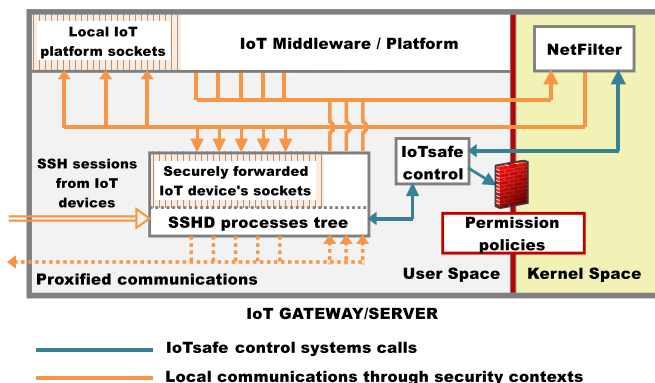 Local IoT
platform sockets
IoT Middleware / Platform
NetFilter
SSH sessions
from IoT
devices
Securely forwarded
IoT device's sockets
SSHD processes tree
IoTsafe
control
Permission
policies
Proxified communications
User Space
Kernel Space
IoT GATEWAY/SERVER
IoTsafe control systems calls
Local communications through security contexts